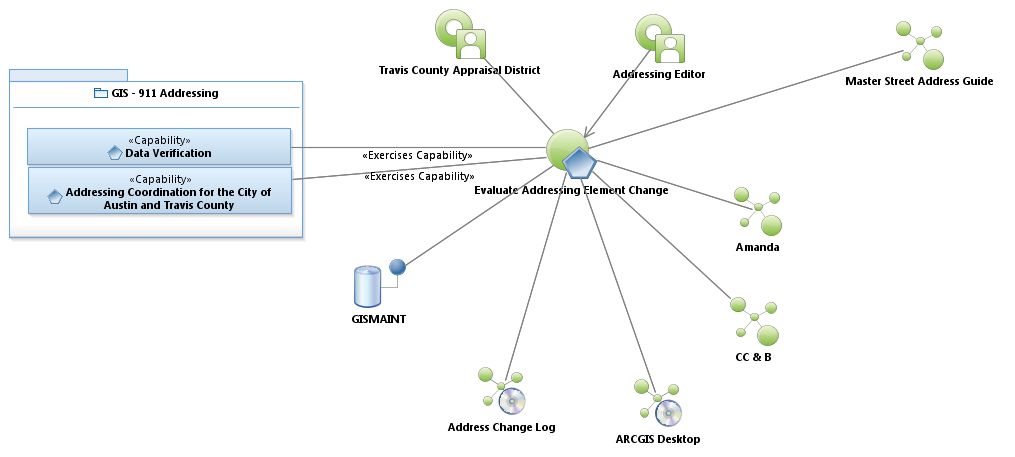 Travis County Appraisal District
Addressing Editor
Master Street Address Guide
GIS - 911 Addressing
«Capability»
Data Verification
«Capability»
Addressing Coordination for the City of
Austin and Travis County
«Exercises Capability»
«Exercises Capability»
Evaluate Addressing Element Change
Amanda
GISMAINT
CC & B
Address Change Log
ARCGIS Desktop